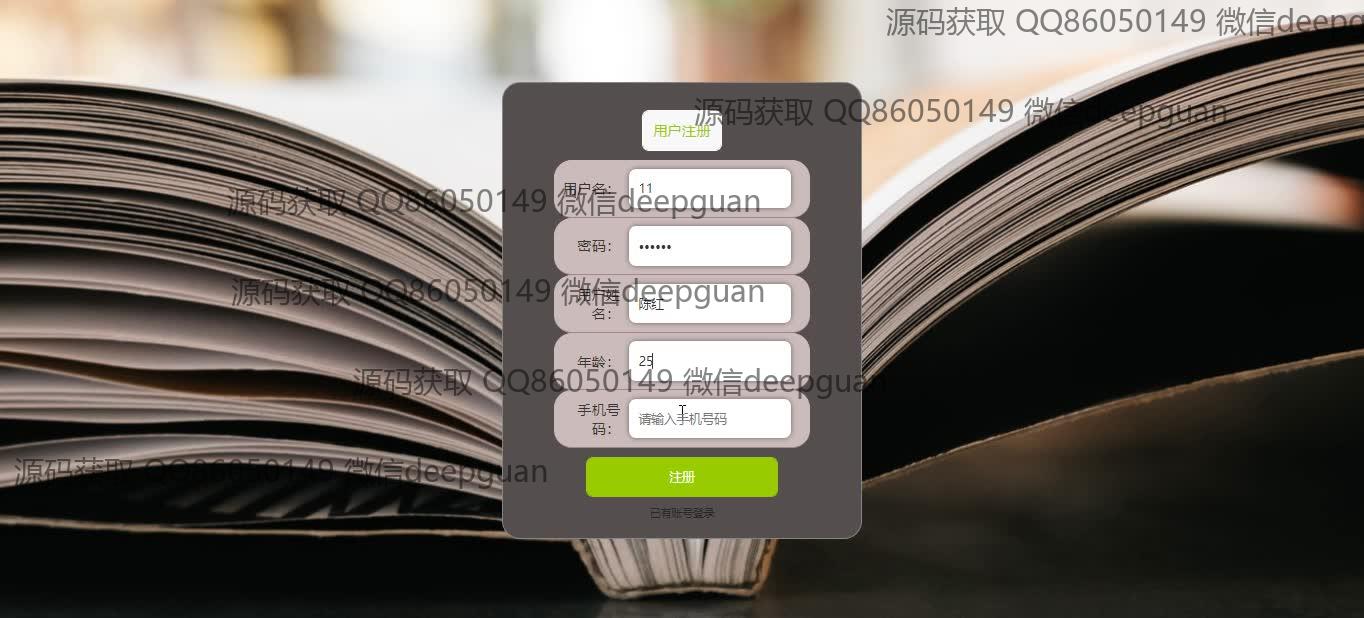 源码获取 QQ86050149 微信deepg
源码获取 QQ86050149 微信deepguan
用户注册
用户名：
11
源码获取 QQ86050149 微信deepguan
密码：
••••••
源码获取 QQ86050149 微信deepguan
用户姓
名：
陈红
年龄：
25
源码获取 QQ86050149 微信deepguan
手机号
码：
请输入手机号码
源码获取 QQ86050149 微信deepguan
注册
已有账号登录